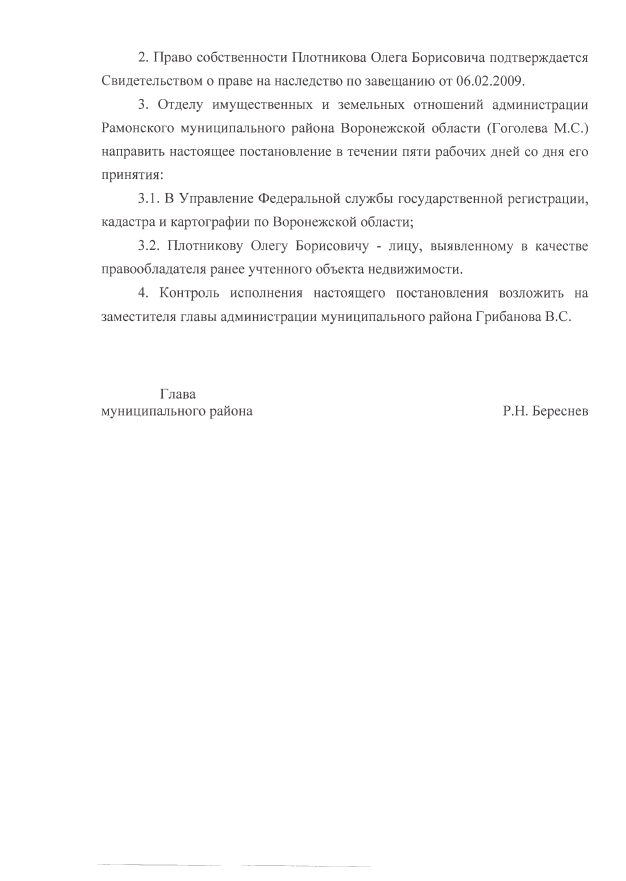 2. Право собственности Плотникова Олега Борисовича подтверждается
Свидетельством о праве на наследство по завещанию от 06.02.2009.
3. Отделу имущественных и земельных отношений администрации
Рамонского муниципального района Воронежской области (Гоголева М.С.)
направить настоящее постановление в течении пяти рабочих дней со дня его
принятия:
3.1. В Управление Федеральной службы государственной регистрации,
кадастра и картографии по Воронежской области;
3.2. Плотникову Олегу Борисовичу - лицу, выявленному в качестве
правообладателя ранее учтенного объекта недвижимости.
4. Контроль исполнения настоящего постановления возложить на
заместителя главы администрации муниципального района Грибанова В.С.
Глава
муниципального района Р.Н. Береснев